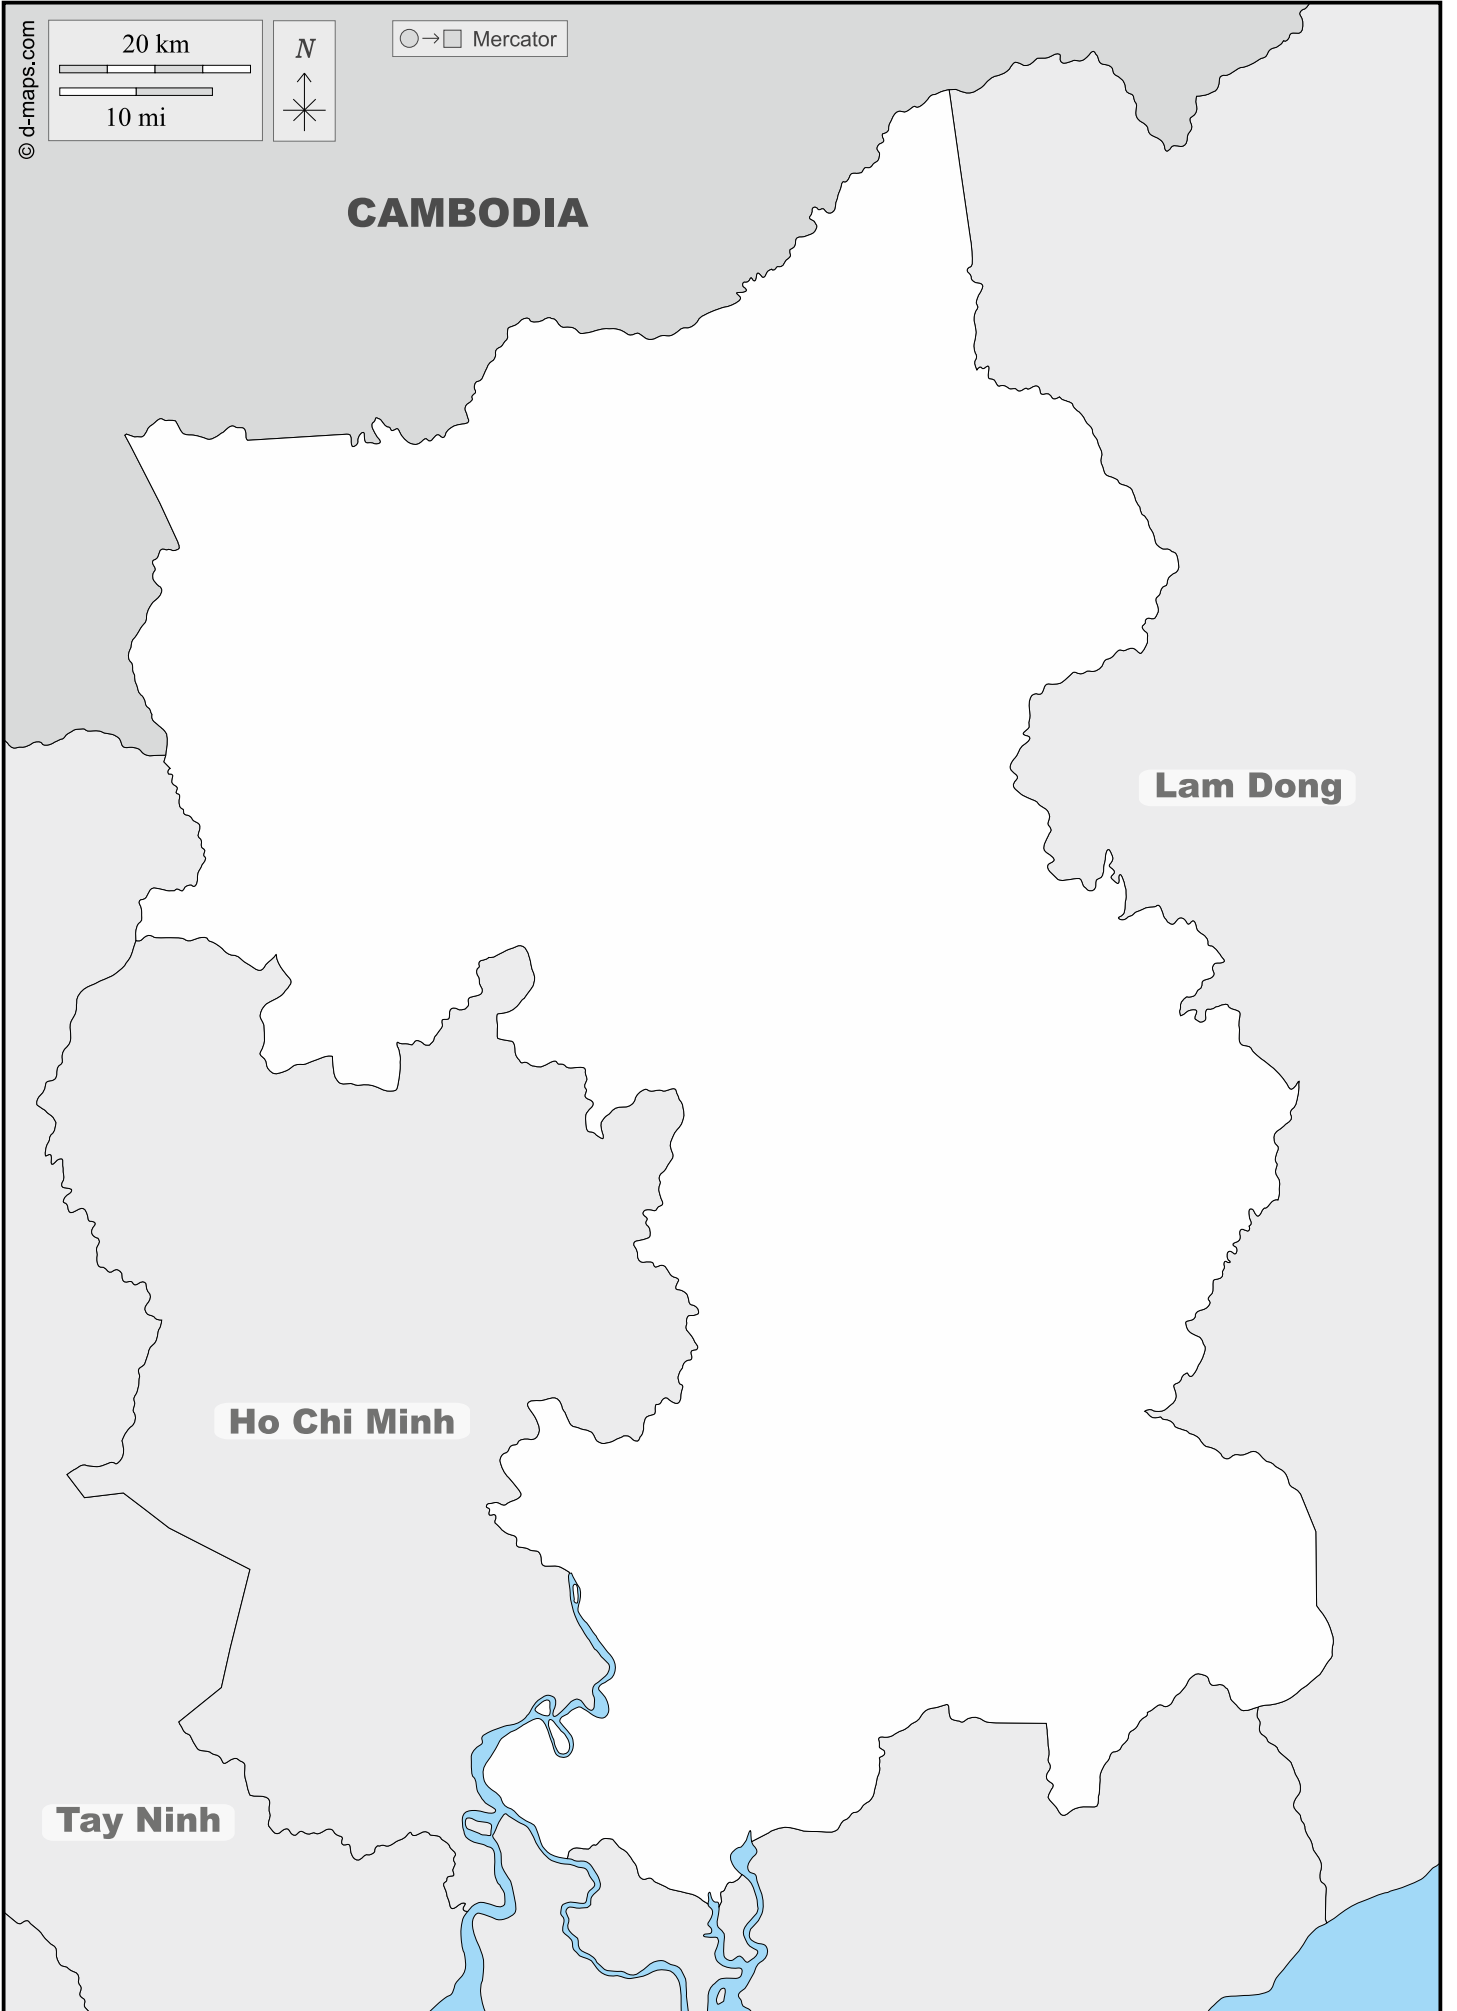 © d-maps.com
20 km
10 mi
N
Mercator
CAMBODIA
Lam Dong
Ho Chi Minh
Tay Ninh